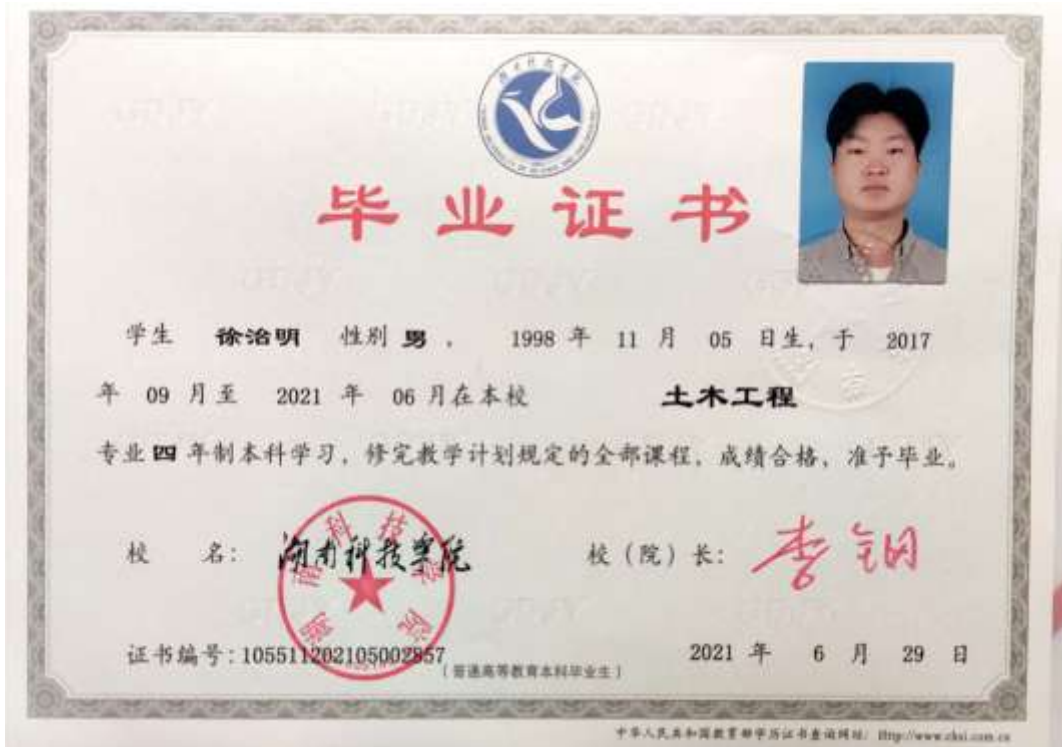 毕业证书
学生 徐治明 性别 男 , 1998 年 11 月 05 日生, 于 2017
年 09 月至 2021 年 06 月在本校 土木工程
专业 四 年制本科学习, 修完教学计划规定的全部课程, 成绩合格, 准予毕业。
校 名: 湖南科技学院 校(院)长: 李钢
湖南科技学院
证书编号: 105511202105002857 (普通高等教育本科毕业生) 2021 年 6 月 29 日
中华人民共和国教育部学历证书查询网址: Http://www.chsi.com.cn